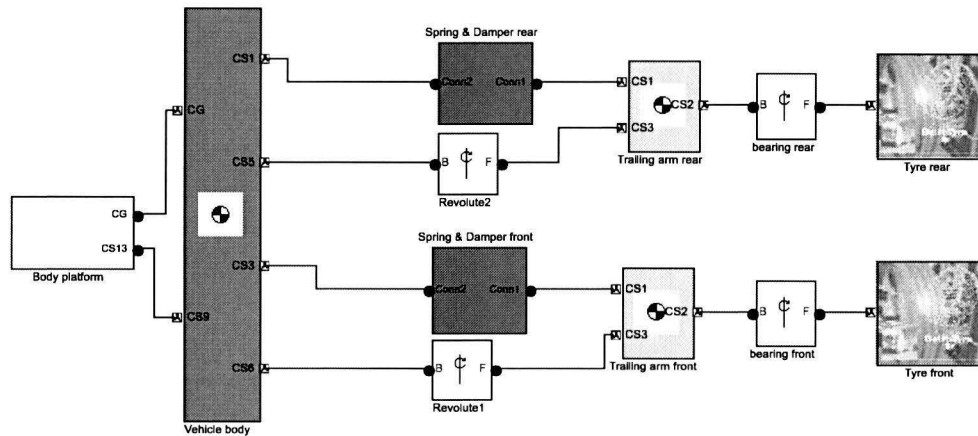 Spring & Damper rear
CS1
Conn2
Conn1
CS1
CG
CS2
B
F
CS3
Trailing arm rear
bearing rear
Tyre rear
CS5
B
F
Revolute2
CG
CS13
Body platform
Spring & Damper front
CS3
Conn2
Conn1
CS1
CS2
B
F
CS9
CS3
Trailing arm front
bearing front
Tyre front
CS6
B
F
Revolute1
Vehicle body